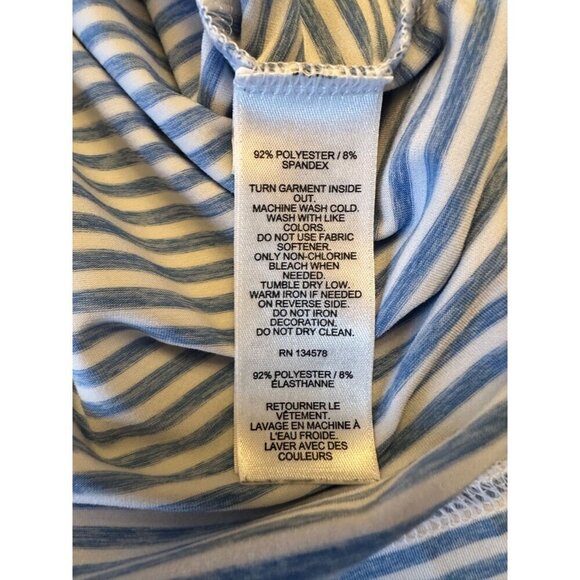 92% POLYESTER / 8%
SPANDEX
TURN GARMENT INSIDE
OUT.
MACHINE WASH COLD.
WASH WITH LIKE
COLORS.
DO NOT USE FABRIC
SOFTENER.
ONLY NON-CHLORINE
BLEACH WHEN
NEEDED.
TUMBLE DRY LOW.
WARM IRON IF NEEDED
ON REVERSE SIDE.
DO NOT IRON
DECORATION.
DO NOT DRY CLEAN.
RN 134578
92% POLYESTER / 8%
ÉLASTHANNE
RETOURNER LE
VÊTEMENT.
LAVAGE EN MACHINE À
L'EAU FROIDE.
LAVER AVEC DES
COULEURS